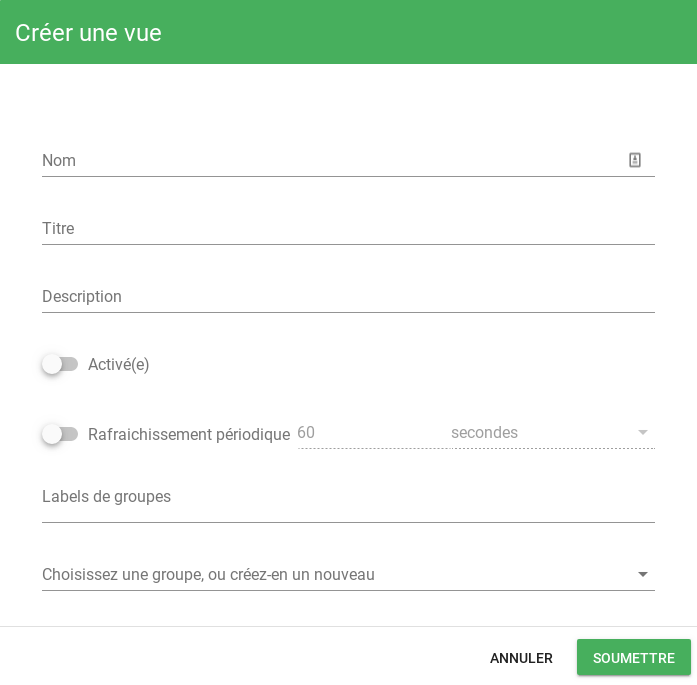 Créer une vue
Nom
Titre
Description
Activé(e)
Rafraichissement périodique 60 secondes
Labels de groupes
Choisissez une groupe, ou créez-en un nouveau
ANNULER SOUMETTRE